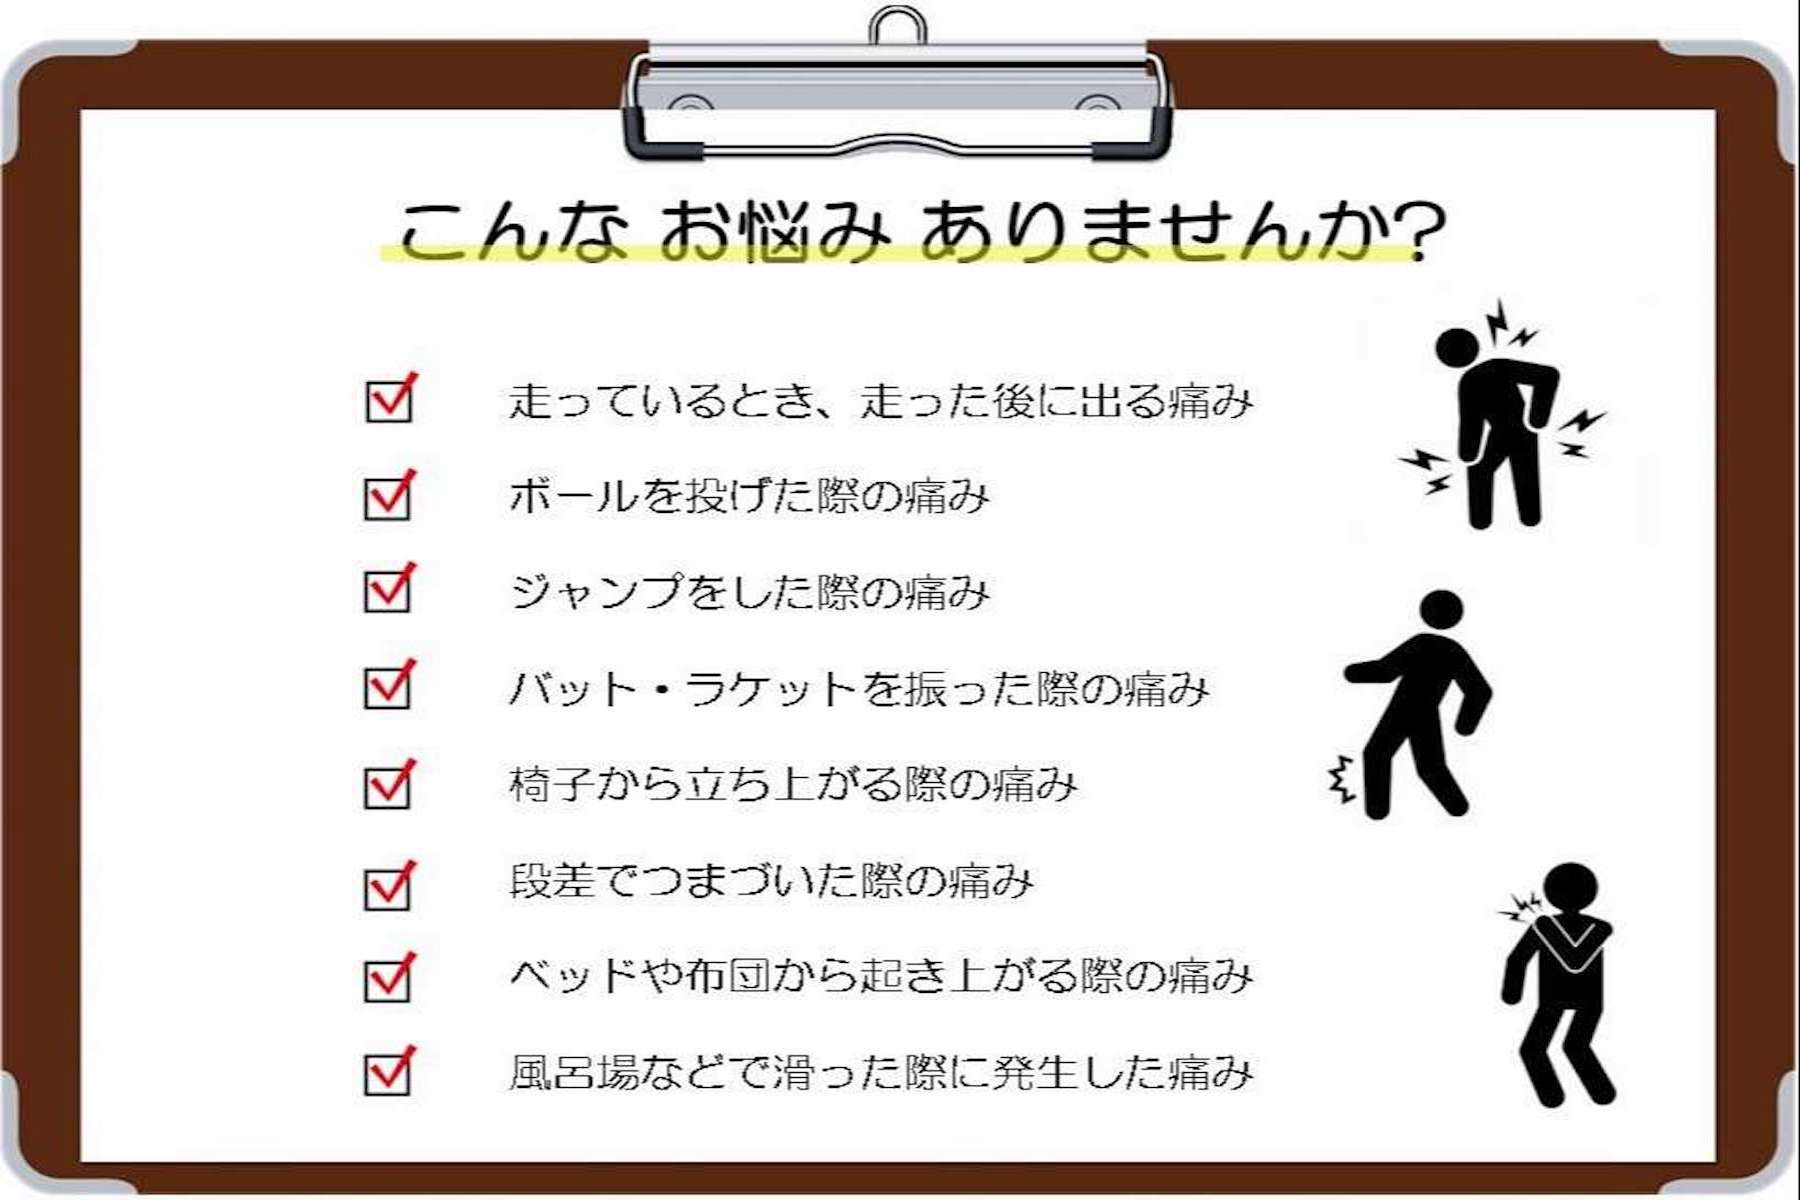 こんな お悩み ありませんか?
走っているとき、走った後に出る痛み
ボールを投げた際の痛み
ジャンプをした際の痛み
バット・ラケットを振った際の痛み
椅子から立ち上がる際の痛み
段差でつまづいた際の痛み
ベッドや布団から起き上がる際の痛み
風呂場などで滑った際に発生した痛み